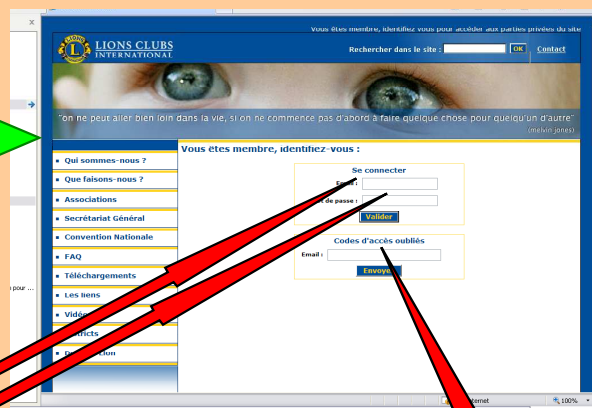 Vous êtes membre, identifiez vous pour accéder aux parties privées du site
LIONS CLUBS
INTERNATIONAL
Rechercher dans le site :
OK
Contact
"on ne peut aller bien loin dans la vie, si on ne commence pas d'abord à faire quelque chose pour quelqu'un d'autre"
(melvin jones)
Vous êtes membre, identifiez-vous :
Qui sommes-nous ?
Que faisons-nous ?
Associations
Secrétariat Général
Convention Nationale
FAQ
Téléchargements
Les liens
Se connecter
de passe :
Valider
Codes d'accès oubliés
Email :
pour ...
100%